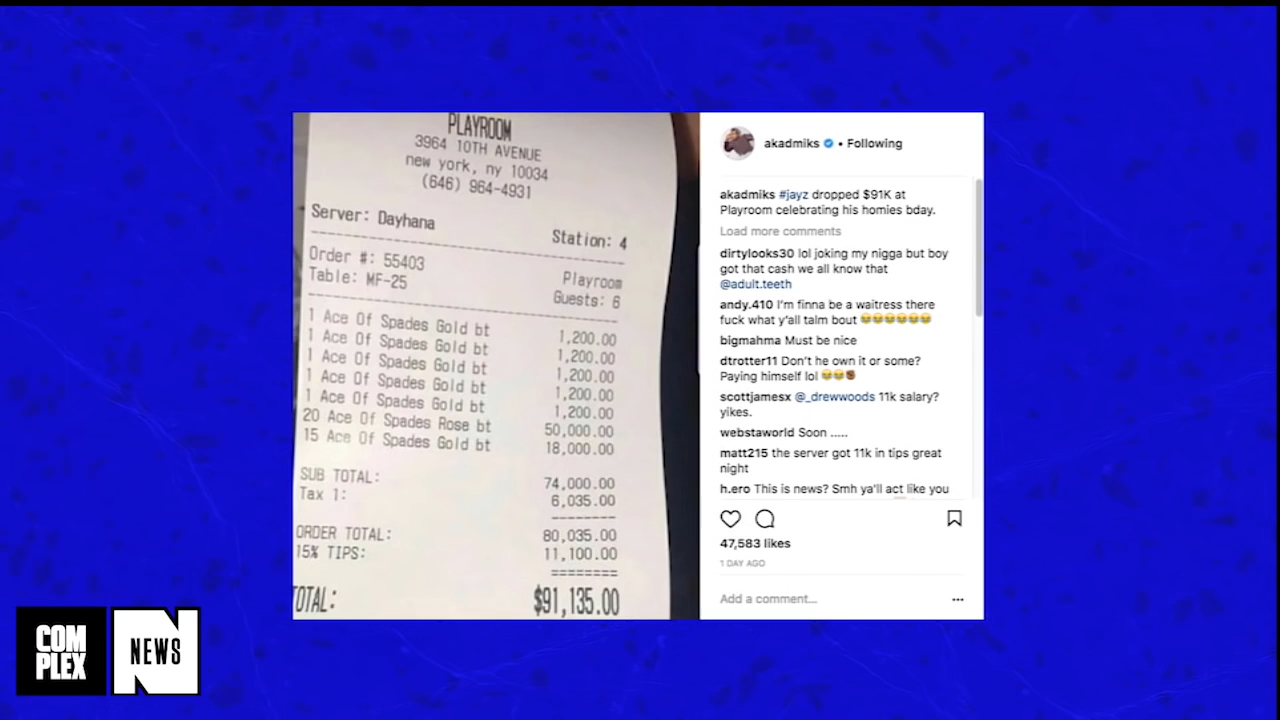 PLAYROOM
3964 10TH AVENUE
new york, ny 10034
(646) 964-4931
Server: Dayhana
Station: 4
Order #: 55403
Playroom
Table: MF-25
Guests: 6
1 Ace Of Spades Gold bt 1,200.00
1 Ace Of Spades Gold bt 1,200.00
1 Ace Of Spades Gold bt 1,200.00
1 Ace Of Spades Gold bt 1,200.00
1 Ace Of Spades Gold bt 1,200.00
20 Ace Of Spades Rose bt 50,000.00
15 Ace Of Spades Gold bt 18,000.00
SUB TOTAL: 74,000.00
Tax 1: 6,035.00
ORDER TOTAL: 80,035.00
15% TIPS: 11,100.00
TOTAL: $91,135.00
akadmiks • Following
akadmiks #jayz dropped $91K at
Playroom celebrating his homies bday.
Load more comments
dirtylooks30 lol joking my nigga but boy
got that cash we all know that
@adult.teeth
andy.410 I'm finna be a waitress there
fuck what y'all talm bout 😂😂😂😂😂😂
bigmahma Must be nice
dtrotter11 Don't he own it or some?
Paying himself lol 😂😂✊🏾
scottjamesx @_drewwoods 11k salary?
yikes.
webstaworld Soon .....
matt215 the server got 11k in tips great
night
h.ero This is news? Smh ya'll act like you
47,583 likes
1 DAY AGO
Add a comment...
COM
PLEX
NEWS